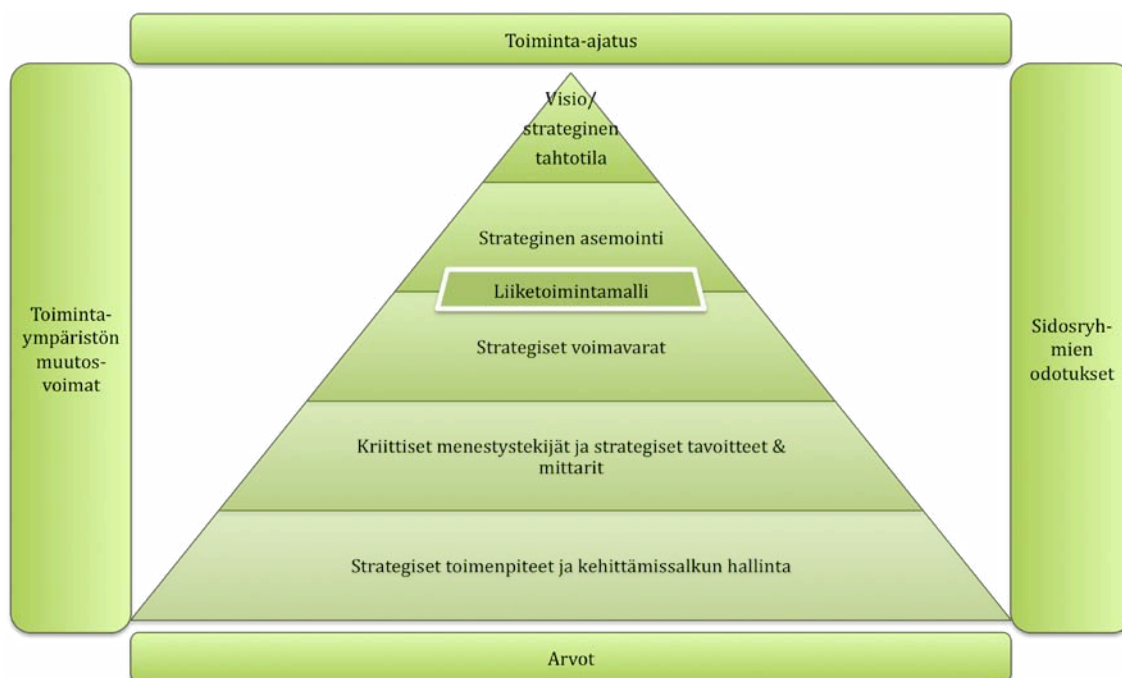 Toiminta-ajatus
Visio/
strateginen
tahtotila
Strateginen asemointi
Liiketoimintamalli
Toiminta-
ympäristön
muutos-
voimat
Strategiset voimavarat
Sidosryh-
mien
odotukset
Kriittiset menestystekijät ja strategiset tavoitteet &
mittarit
Strategiset toimenpiteet ja kehittämissalkun hallinta
Arvot